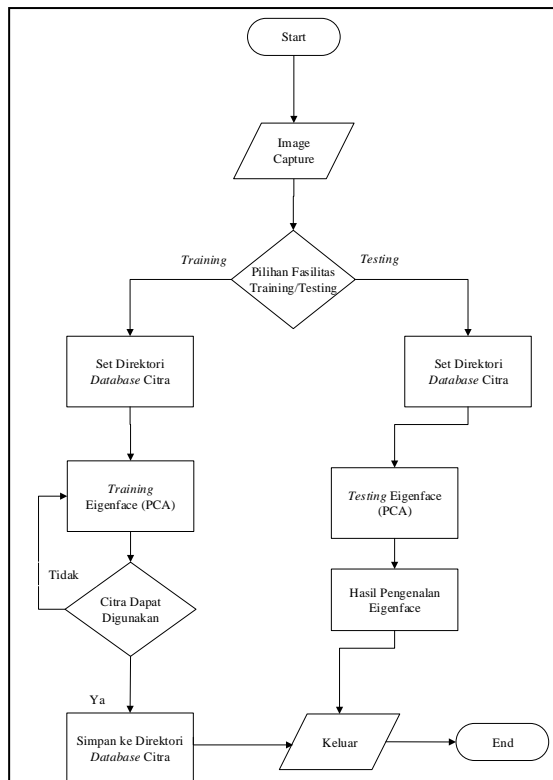 Start
Image
Capture
Pilihan Fasilitas
Training/Testing
Training
Testing
Set Direktori
Database Citra
Set Direktori
Database Citra
Training
Eigenface (PCA)
Testing Eigenface
(PCA)
Tidak
Citra Dapat
Digunakan
Hasil Pengenalan
Eigenface
Ya
Simpan ke Direktori
Database Citra
Keluar
End